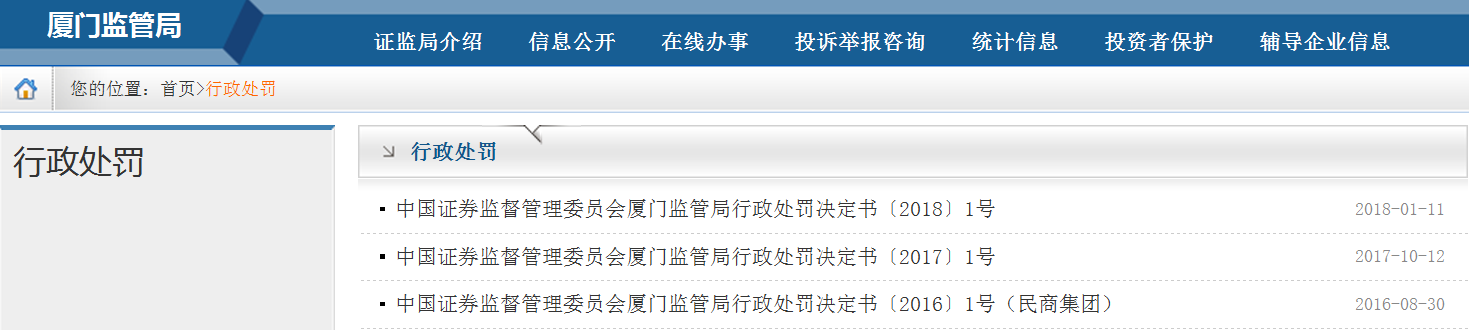 厦门监管局
证监局介绍 信息公开 在线办事 投诉举报咨询 统计信息 投资者保护 辅导企业信息
您的位置：首页>行政处罚
行政处罚
行政处罚
中国证券监督管理委员会厦门监管局行政处罚决定书〔2018〕1号 2018-01-11
中国证券监督管理委员会厦门监管局行政处罚决定书〔2017〕1号 2017-10-12
中国证券监督管理委员会厦门监管局行政处罚决定书〔2016〕1号（民商集团） 2016-08-30